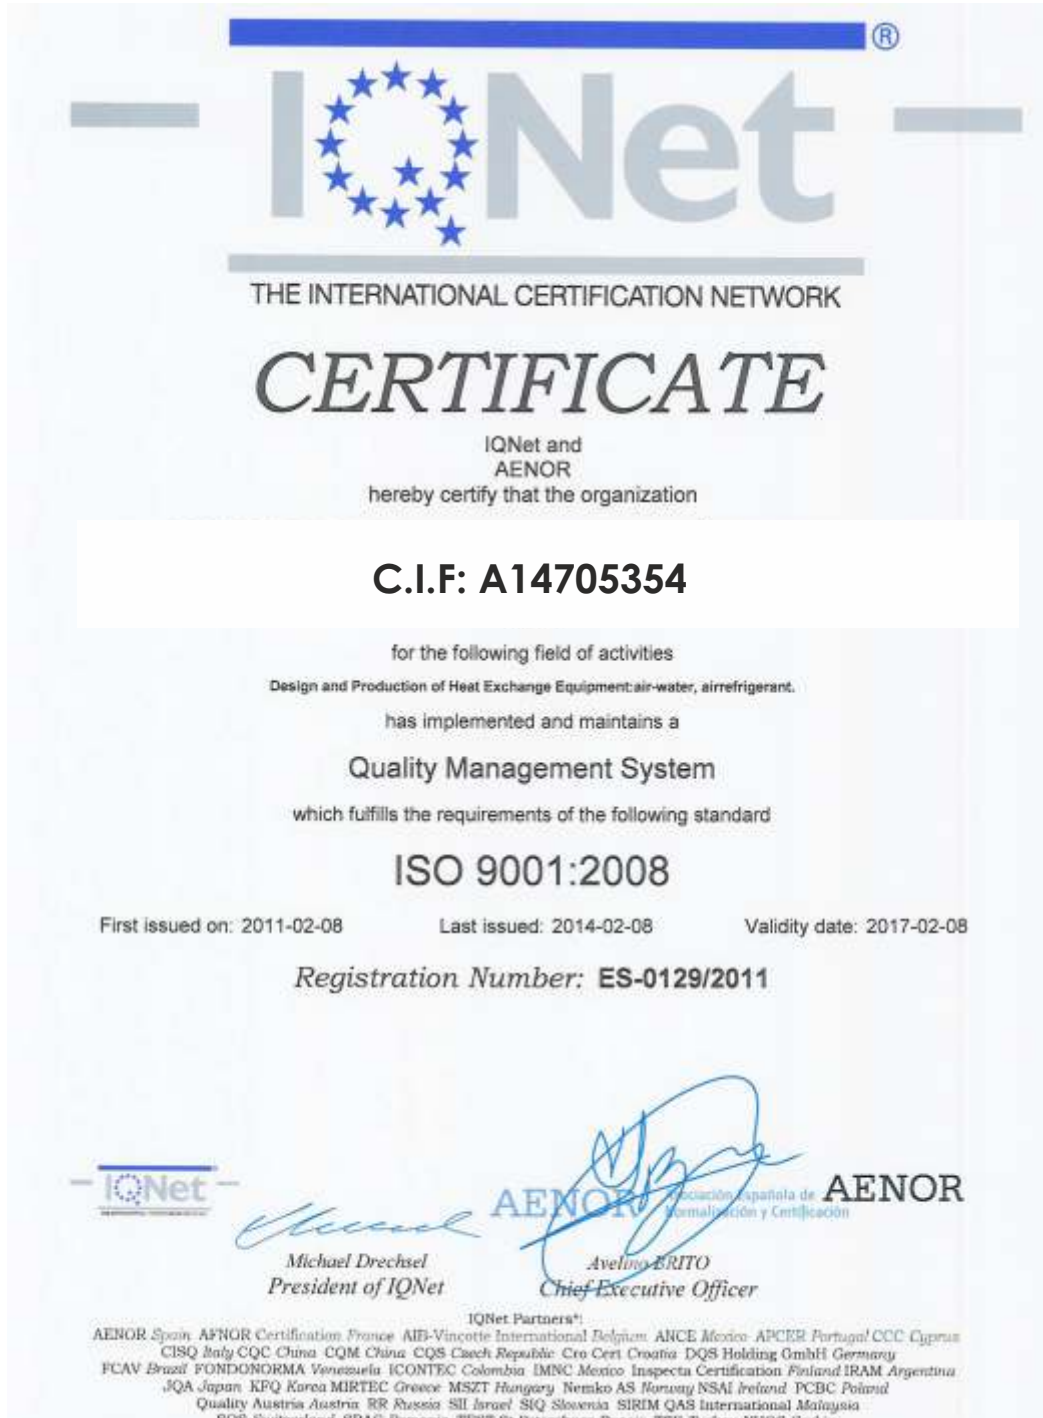 IQNet ®
THE INTERNATIONAL CERTIFICATION NETWORK
CERTIFICATE
IQNet and
AENOR
hereby certify that the organization
C.I.F: A14705354
for the following field of activities
Design and Production of Heat Exchange Equipment:air-water, airrefrigerant.
has implemented and maintains a
Quality Management System
which fulfills the requirements of the following standard
ISO 9001:2008
First issued on: 2011-02-08 Last issued: 2014-02-08 Validity date: 2017-02-08
Registration Number: ES-0129/2011
IQNet
AENOR Asociación Española de AENOR
Normalización y Certificación
Michael Drechsel Avelino BRITO
President of IQNet Chief Executive Officer
IQNet Partners*:
AENOR Spain AFNOR Certification France AIB-Vinçotte International Belgium ANCE Mexico APCER Portugal CCC Cyprus
CISQ Italy CQC China CQM China CQS Czech Republic Cro Cert Croatia DQS Holding GmbH Germany
FCAV Brazil FONDONORMA Venezuela ICONTEC Colombia IMNC Mexico Inspecta Certification Finland IRAM Argentina
JQA Japan KFQ Korea MIRTEC Greece MSZT Hungary Nemko AS Norway NSAI Ireland PCBC Poland
Quality Austria Austria RR Russia SII Israel SIQ Slovenia SIRIM QAS International Malaysia